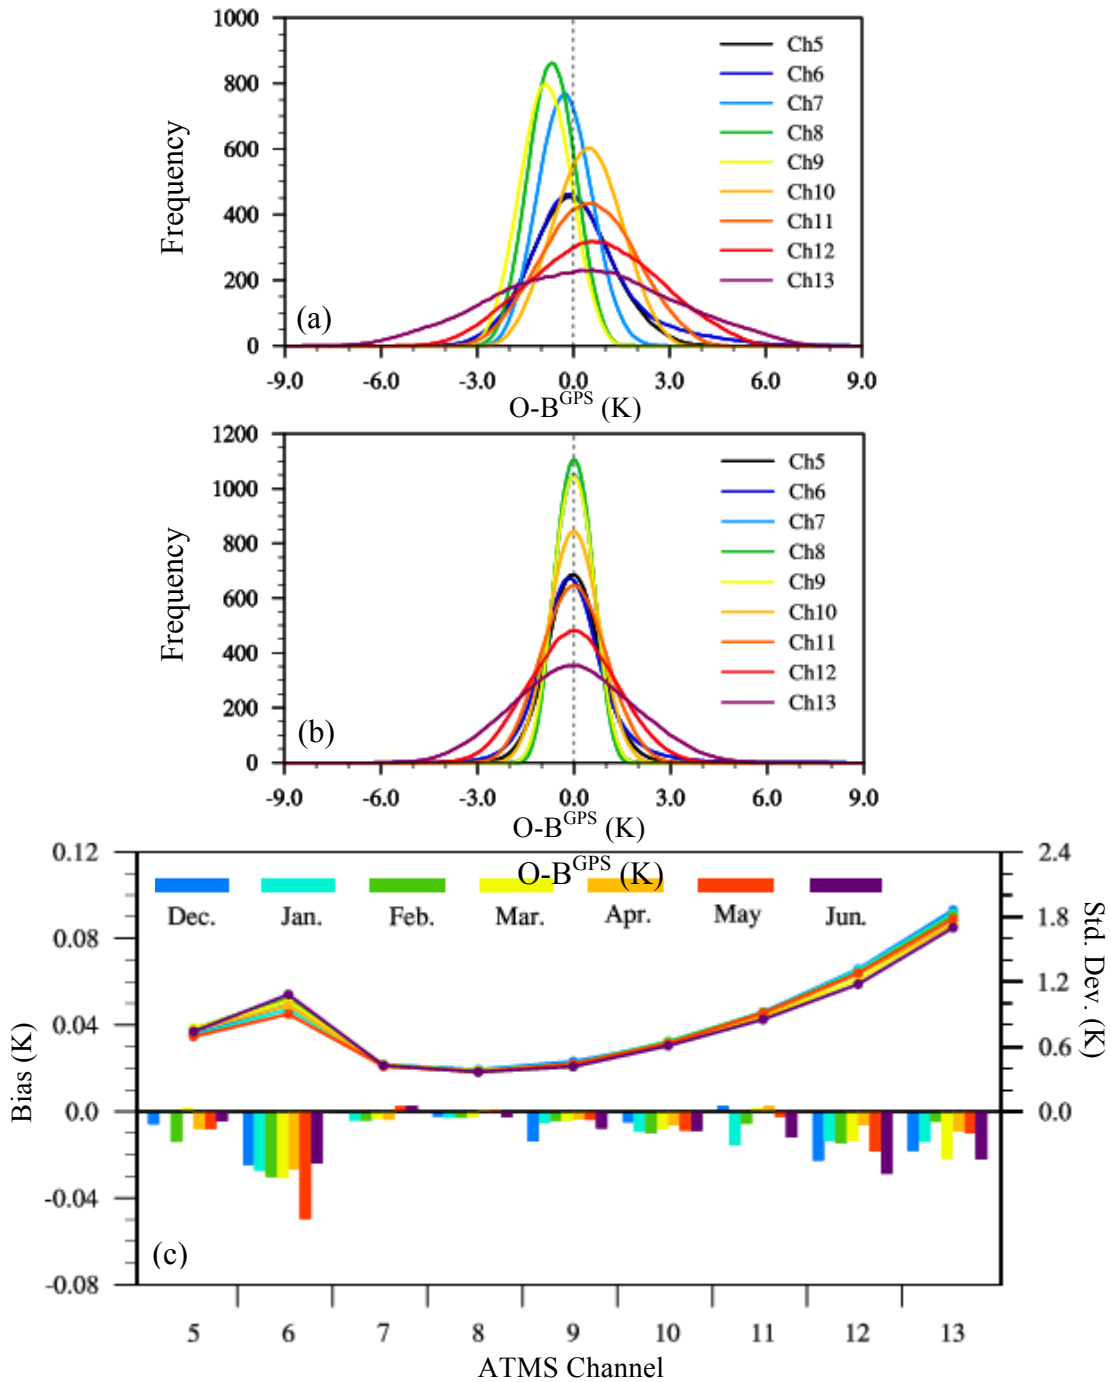 1000
800
600
400
200
0
Frequency
(a)
Ch5
Ch6
Ch7
Ch8
Ch9
Ch10
Ch11
Ch12
Ch13
-9.0 -6.0 -3.0 0.0 3.0 6.0 9.0
O-B^GPS (K)
1200
1000
800
600
400
200
0
Frequency
(b)
Ch5
Ch6
Ch7
Ch8
Ch9
Ch10
Ch11
Ch12
Ch13
-9.0 -6.0 -3.0 0.0 3.0 6.0 9.0
O-B^GPS (K)
O-B^GPS (K)
Dec. Jan. Feb. Mar. Apr. May Jun.
0.12
0.08
0.04
0.0
-0.04
-0.08
Bias (K)
2.4
1.8
1.2
0.6
0.0
Std. Dev. (K)
(c)
5 6 7 8 9 10 11 12 13
ATMS Channel